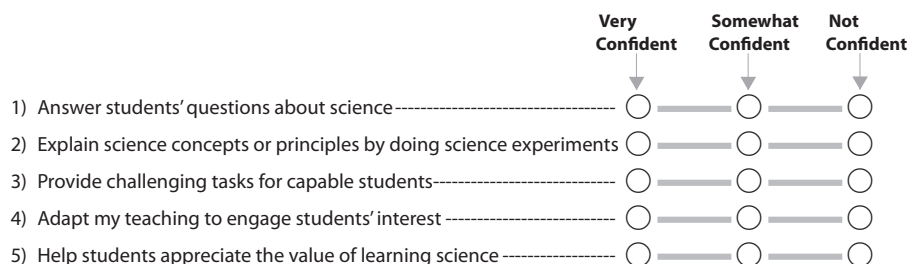 Very Somewhat Not
Confident Confident Confident
1) Answer students' questions about science
2) Explain science concepts or principles by doing science experiments
3) Provide challenging tasks for capable students
4) Adapt my teaching to engage students' interest
5) Help students appreciate the value of learning science